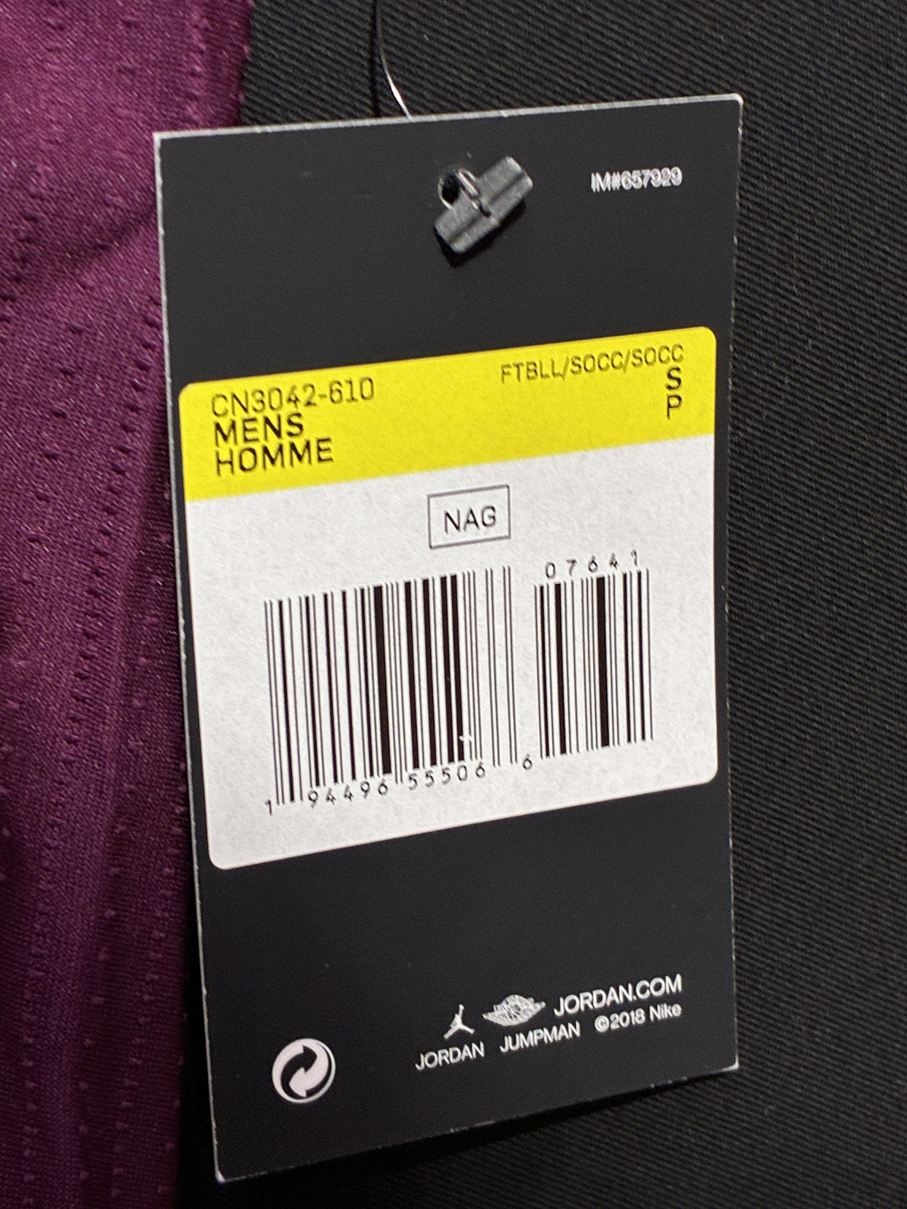 IM#657929
CN3042-610 FTBLL/SOCC/SOCC
MENS S
HOMME P
NAG
07641
1 94496 55506 6
JORDAN.COM
JORDAN JUMPMAN ©2018 Nike